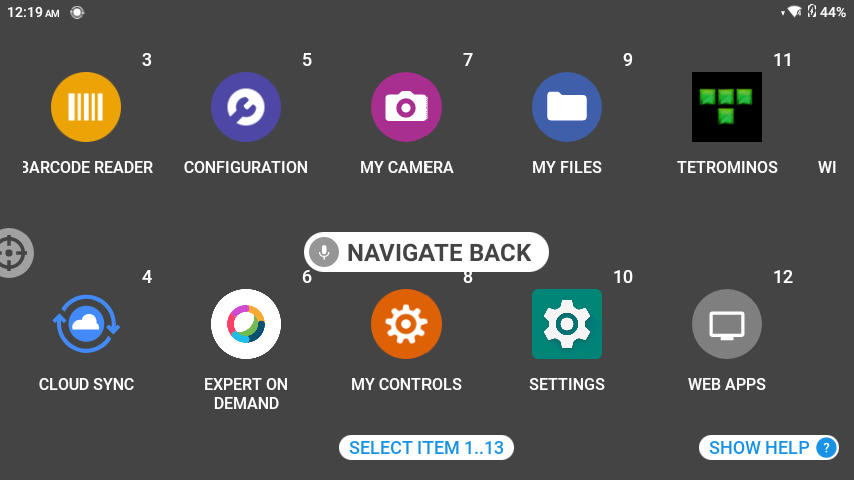 12:19 AM
44%
3
5
7
9
11
BARCODE READER
CONFIGURATION
MY CAMERA
MY FILES
TETROMINOS
WI
NAVIGATE BACK
4
6
8
10
12
CLOUD SYNC
EXPERT ON
DEMAND
MY CONTROLS
SETTINGS
WEB APPS
SELECT ITEM 1..13
SHOW HELP ?